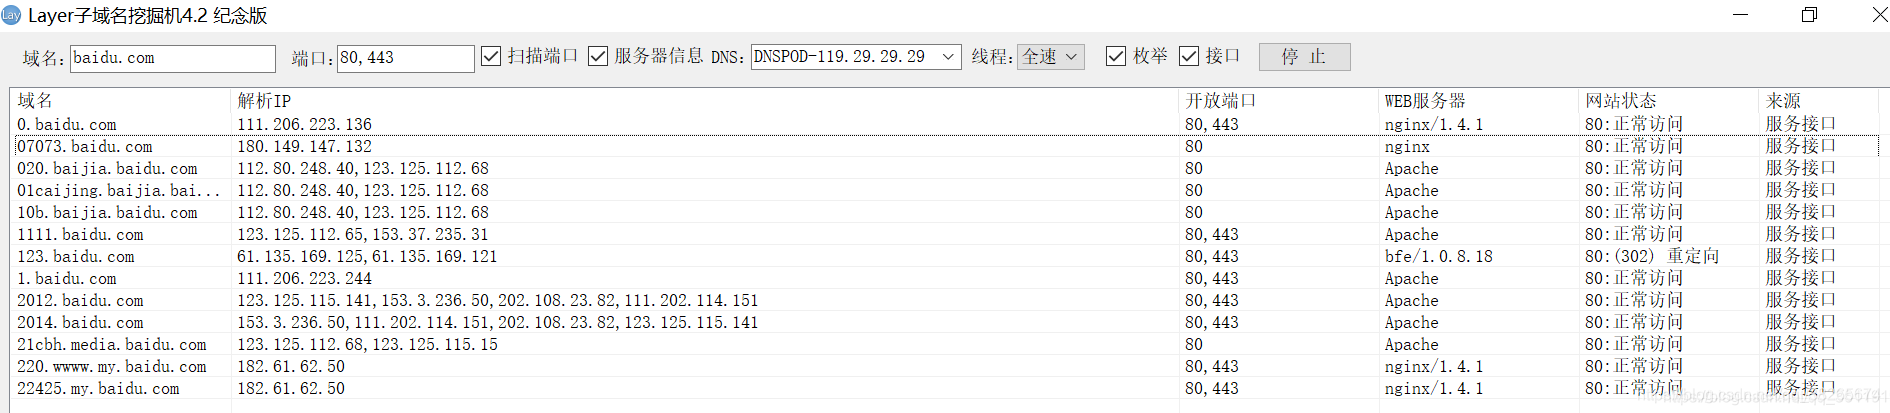 Lay Layer子域名挖掘机4.2 纪念版
域名: baidu.com 端口: 80,443 扫描端口 服务器信息 DNS: DNSPOD-119.29.29.29 线程: 全速 枚举 接口 停 止
域名 解析IP 开放端口 WEB服务器 网站状态 来源
0.baidu.com 111.206.223.136 80,443 nginx/1.4.1 80:正常访问 服务接口
07073.baidu.com 180.149.147.132 80 nginx 80:正常访问 服务接口
020.baijia.baidu.com 112.80.248.40,123.125.112.68 80 Apache 80:正常访问 服务接口
01caijing.baijia.bai... 112.80.248.40,123.125.112.68 80 Apache 80:正常访问 服务接口
10b.baijia.baidu.com 112.80.248.40,123.125.112.68 80 Apache 80:正常访问 服务接口
1111.baidu.com 123.125.112.65,153.37.235.31 80,443 Apache 80:正常访问 服务接口
123.baidu.com 61.135.169.125,61.135.169.121 80,443 bfe/1.0.8.18 80:(302) 重定向 服务接口
1.baidu.com 111.206.223.244 80,443 Apache 80:正常访问 服务接口
2012.baidu.com 123.125.115.141,153.3.236.50,202.108.23.82,111.202.114.151 80,443 Apache 80:正常访问 服务接口
2014.baidu.com 153.3.236.50,111.202.114.151,202.108.23.82,123.125.115.141 80,443 Apache 80:正常访问 服务接口
21cbh.media.baidu.com 123.125.112.68,123.125.115.15 80 Apache 80:正常访问 服务接口
220.wwww.my.baidu.com 182.61.62.50 80,443 nginx/1.4.1 80:正常访问 服务接口
22425.my.baidu.com 182.61.62.50 80,443 nginx/1.4.1 80:正常访问 服务接口